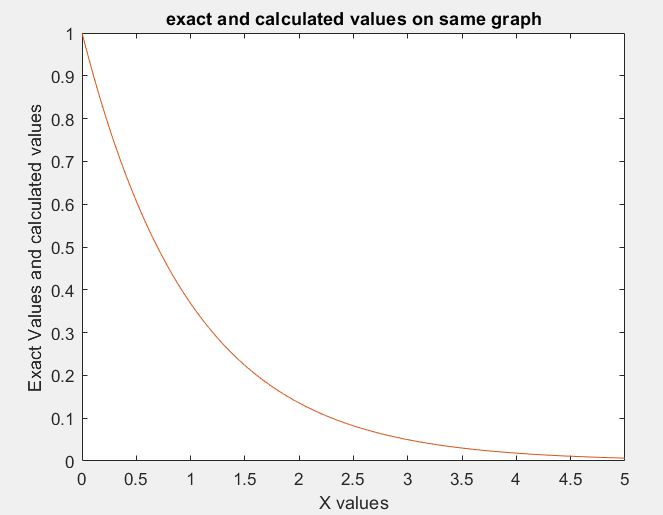 exact and calculated values on same graph
Exact Values and calculated values
1
0.9
0.8
0.7
0.6
0.5
0.4
0.3
0.2
0.1
0
0 0.5 1 1.5 2 2.5 3 3.5 4 4.5 5
X values